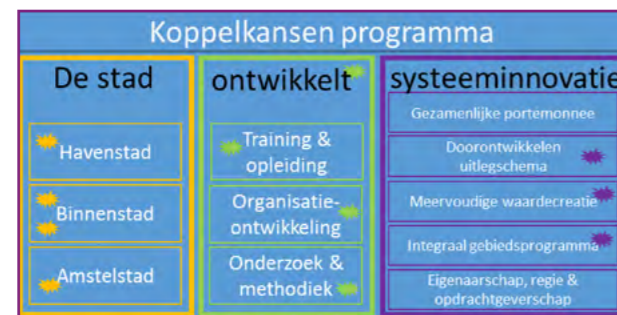 Koppelkansen programma
De stad
Havenstad
Binnenstad
Amstelstad
ontwikkelt
Training &
opleiding
Organisatie-
ontwikkeling
Onderzoek &
methodiek
systeeminnovatie
Gezamenlijke portemonnee
Doorontwikkelen
uitlegschema
Meervoudige waardecreatie
Integraal gebiedsprogramma
Eigenaarschap, regie &
opdrachtgeverschap